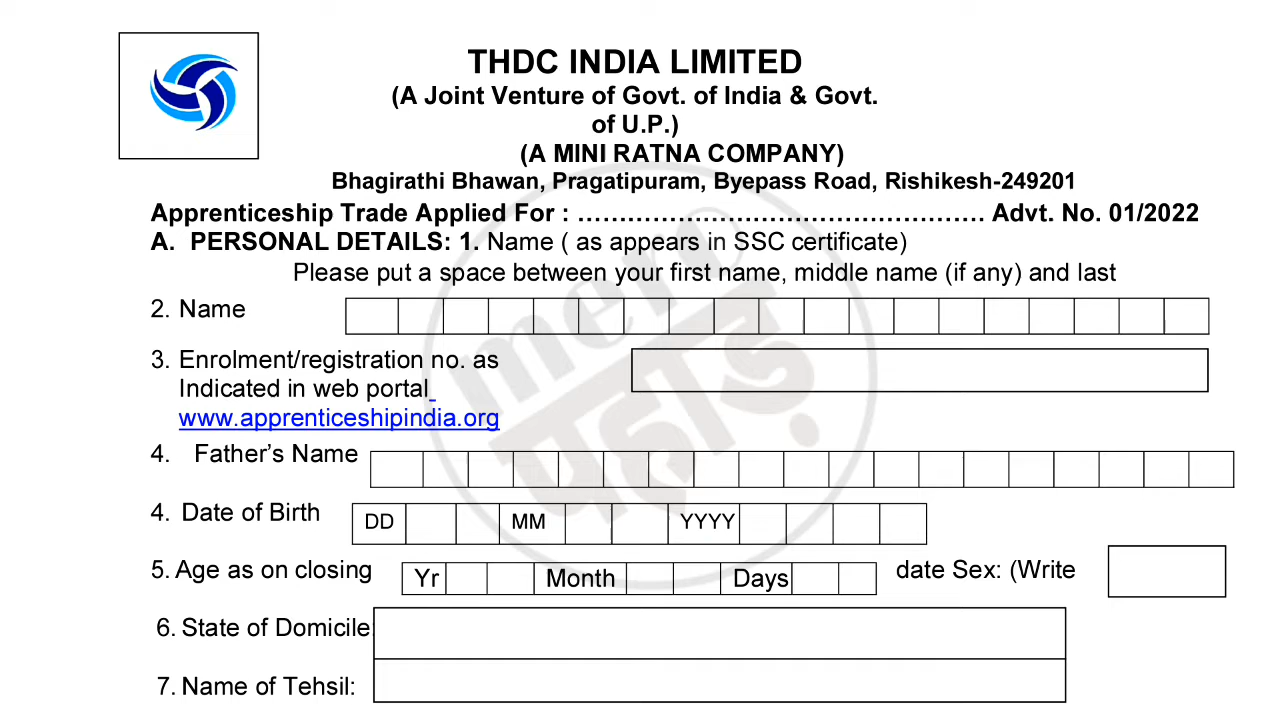 THDC INDIA LIMITED
(A Joint Venture of Govt. of India & Govt.
of U.P.)
(A MINI RATNA COMPANY)
Bhagirathi Bhawan, Pragatipuram, Byepass Road, Rishikesh-249201
Apprenticeship Trade Applied For : ………………………………………… Advt. No. 01/2022
A. PERSONAL DETAILS: 1. Name ( as appears in SSC certificate)
Please put a space between your first name, middle name (if any) and last
2. Name
3. Enrolment/registration no. as
Indicated in web portal
www.apprenticeshipindia.org
4. Father’s Name
4. Date of Birth DD MM YYYY
5. Age as on closing Yr Month Days date Sex: (Write
6. State of Domicile
7. Name of Tehsil:
mero
पहाड़